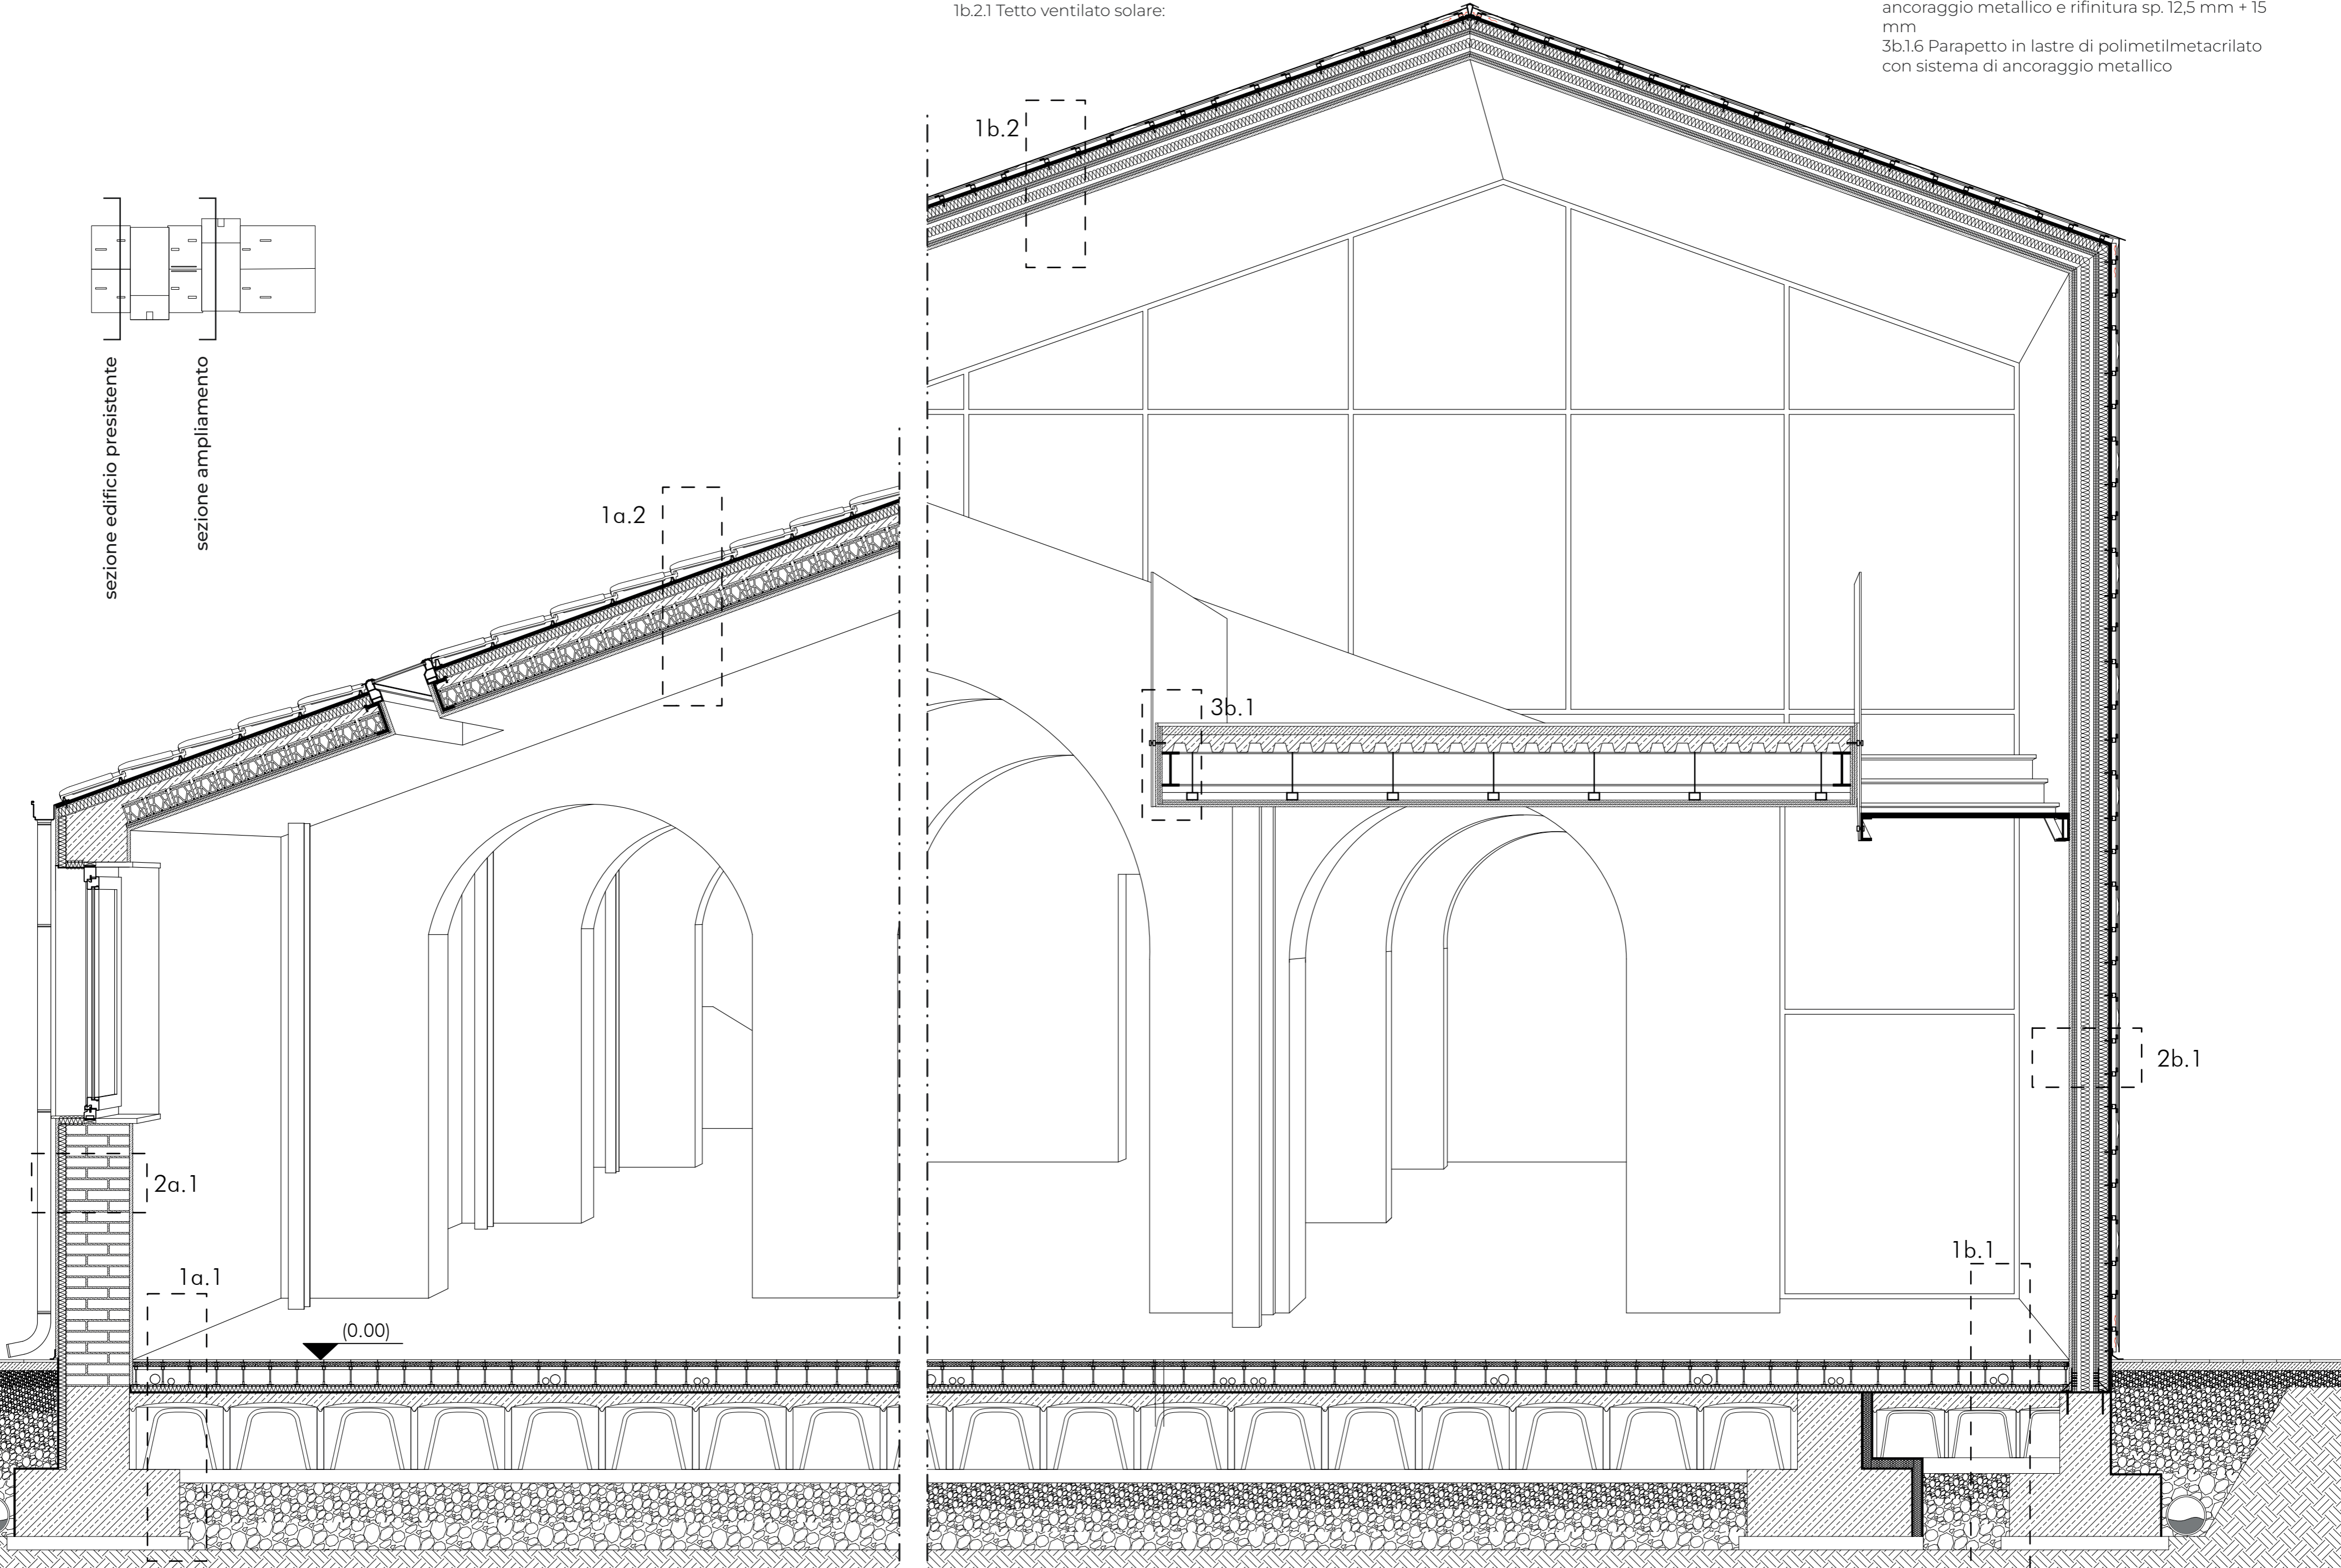 1b.2.1 Tetto ventilato solare:
ancoraggio metallico e rifinitura sp. 12,5 mm + 15
mm
3b.1.6 Parapetto in lastre di polimetilmetacrilato
con sistema di ancoraggio metallico
1b.2
sezione edificio presistente
sezione ampliamento
1a.2
3b.1
2b.1
2a.1
1b.1
1a.1
(0.00)